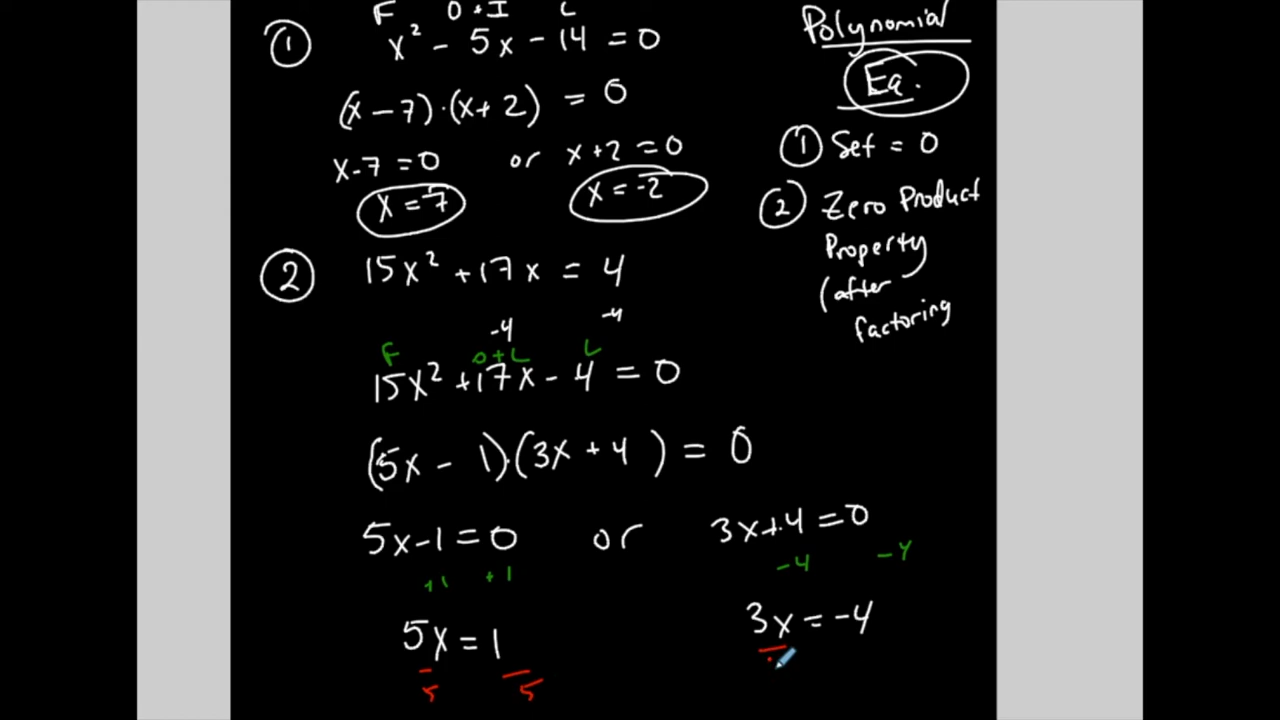 F O + I L
① x² - 5x - 14 = 0
(x - 7) · (x + 2) = 0
x - 7 = 0 or x + 2 = 0
x = 7 x = -2
② 15x² + 17x = 4
-4 -4
F O + L L
15x² + 17x - 4 = 0
(5x - 1) · (3x + 4) = 0
5x - 1 = 0 or 3x + 4 = 0
+1 +1 -4 -4
5x = 1 3x = -4
5 5
Polynomial
Eq.
① Set = 0
② Zero Product
Property
(after
factoring